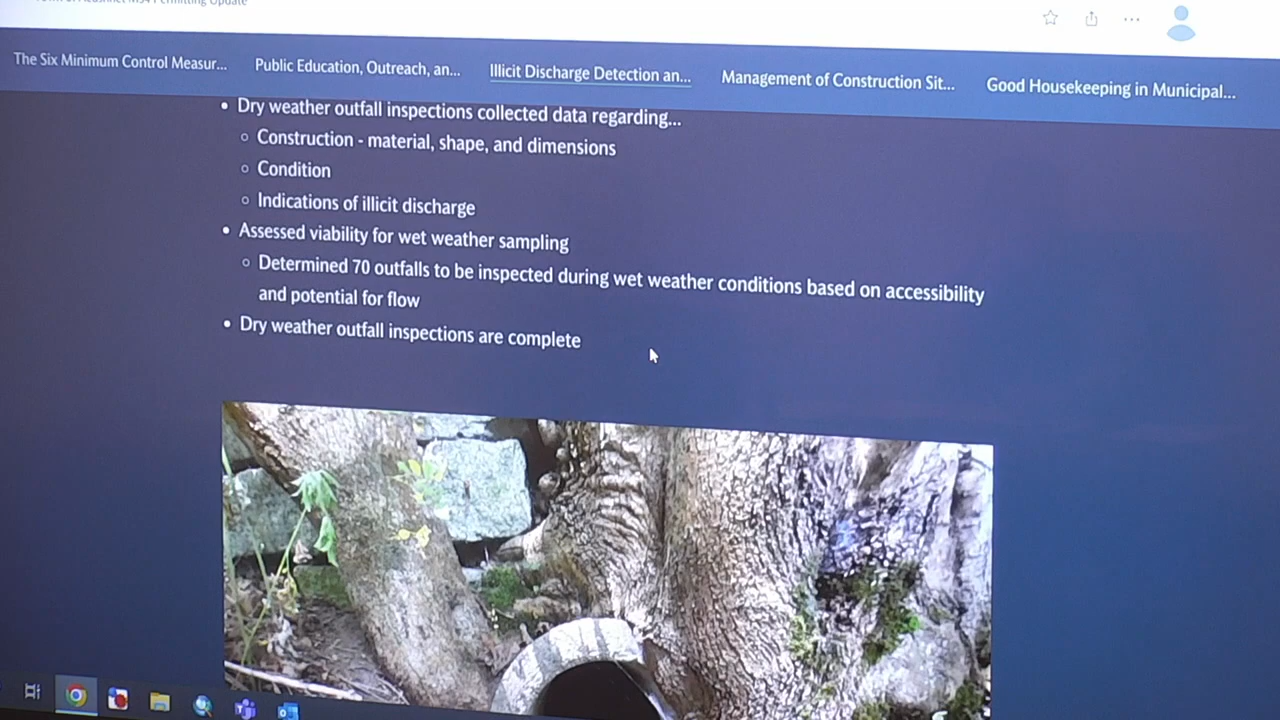 Permitting Update
The Six Minimum Control Measur...
Public Education, Outreach, an...
Illicit Discharge Detection an...
Management of Construction Sit...
Good Housekeeping in Municipal...
• Dry weather outfall inspections collected data regarding...
○ Construction - material, shape, and dimensions
○ Condition
○ Indications of illicit discharge
• Assessed viability for wet weather sampling
○ Determined 70 outfalls to be inspected during wet weather conditions based on accessibility
and potential for flow
• Dry weather outfall inspections are complete